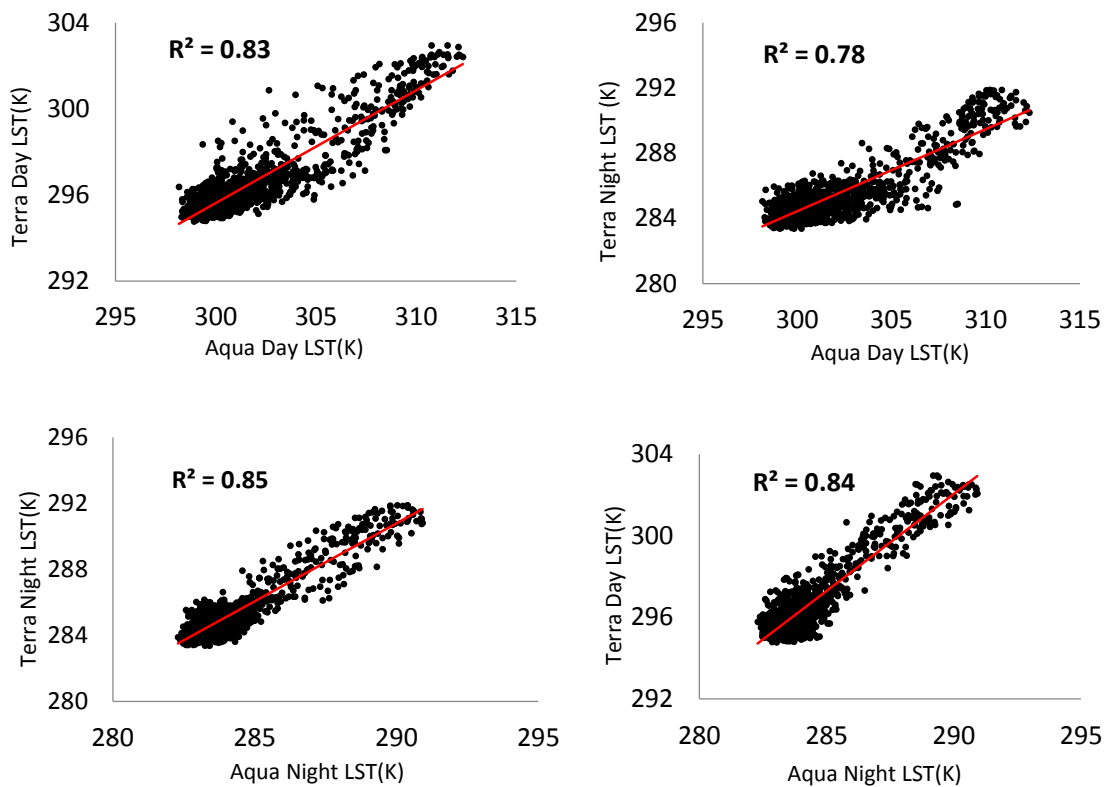 304
300
296
292
Terra Day LST(K)
R² = 0.83
295 300 305 310 315
Aqua Day LST(K)
296
292
288
284
280
Terra Night LST (K)
R² = 0.78
295 300 305 310 315
Aqua Day LST(K)
296
292
288
284
280
Terra Night LST(K)
R² = 0.85
280 285 290 295
Aqua Night LST(K)
304
300
296
292
Terra Day LST(K)
R² = 0.84
280 285 290 295
Aqua Night LST(K)